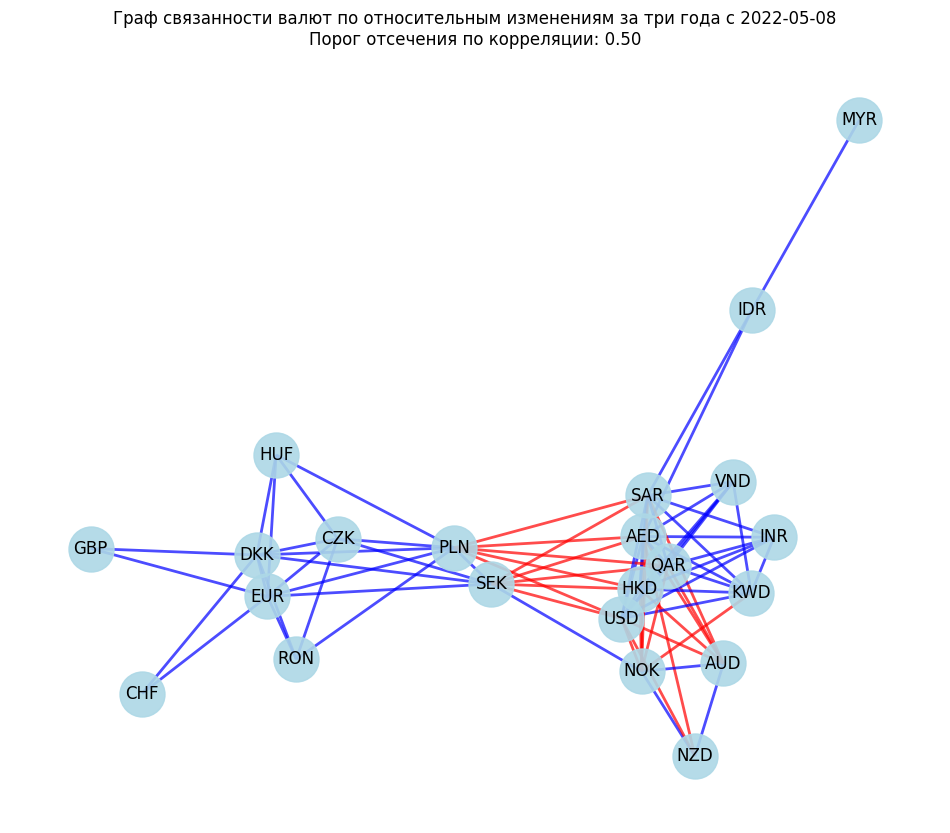 Граф связанности валют по относительным изменениям за три года с 2022-05-08
Порог отсечения по корреляции: 0.50
MYR
IDR
HUF
VND
SAR
CZK
AED
INR
GBP
DKK
PLN
QAR
SEK
HKD
KWD
EUR
USD
RON
AUD
NOK
CHF
NZD